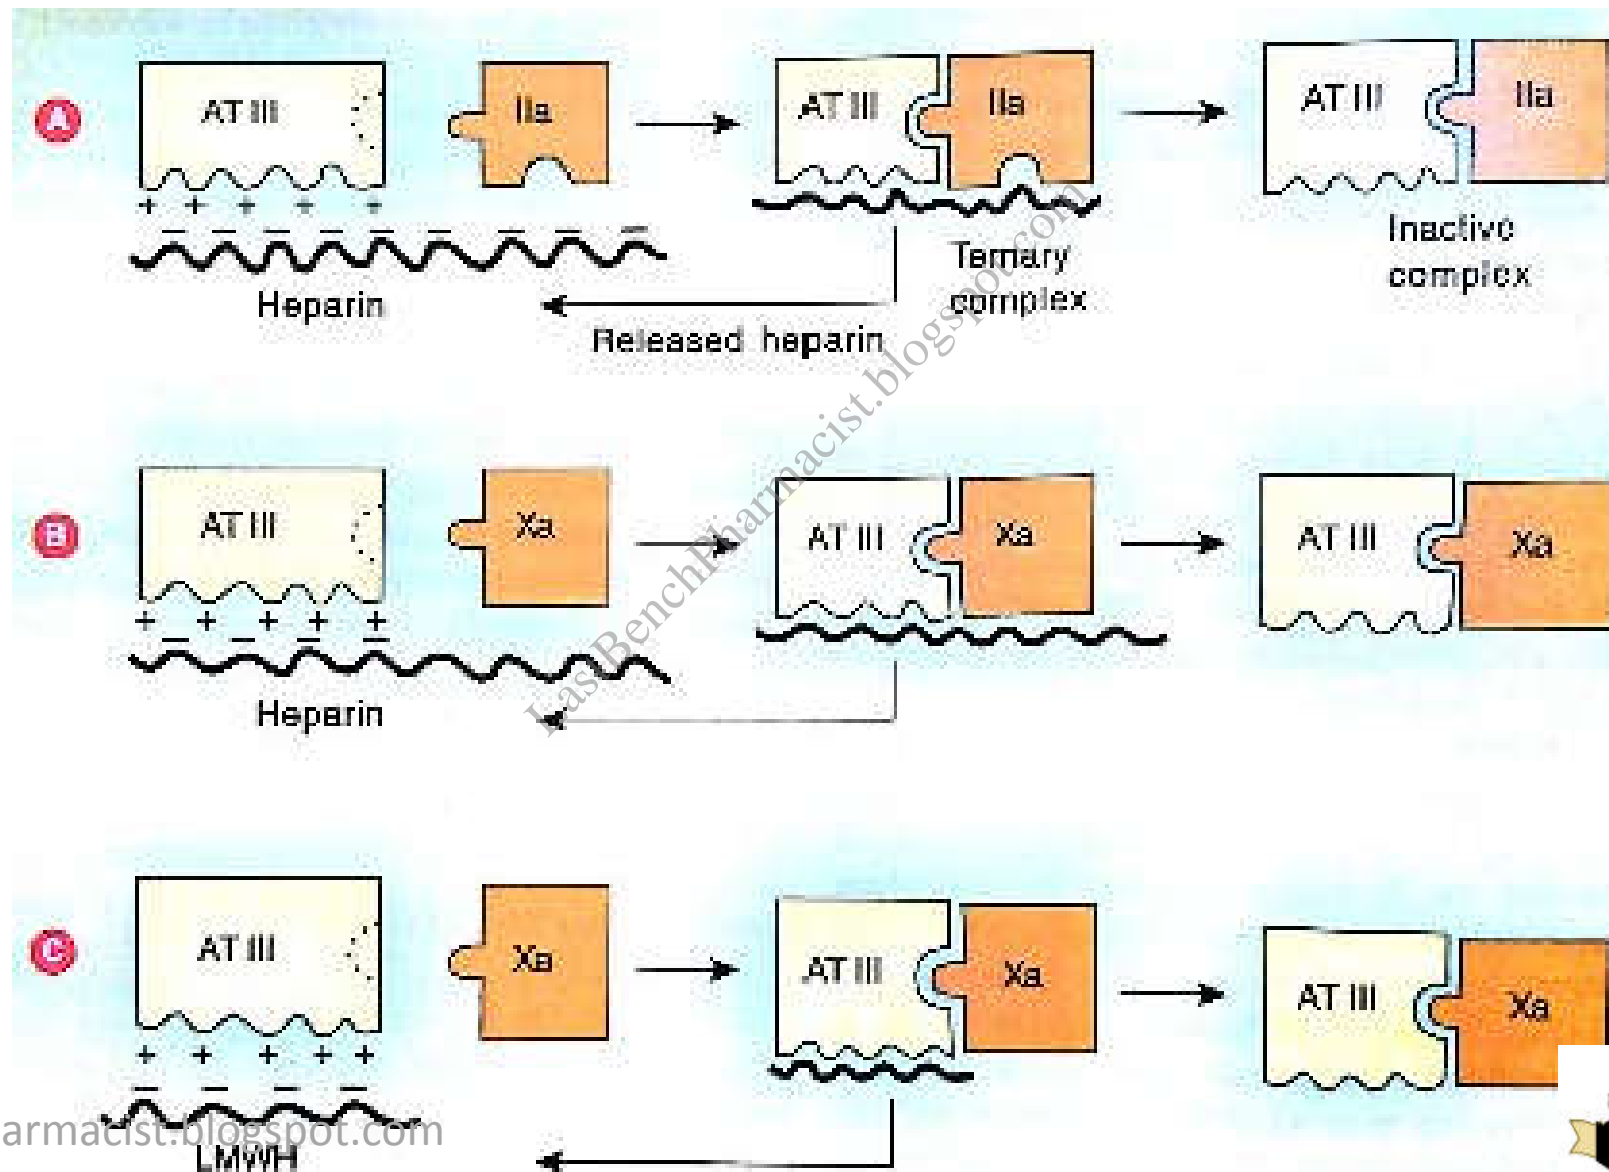 A
AT III
IIa
AT III
IIa
AT III
IIa
+ + + + +
− − − − − − − −
Heparin
Ternary
complex
Inactive
complex
Released heparin
B
AT III
Xa
AT III
Xa
AT III
Xa
+ + + + +
− − − −
Heparin
LastBenchPharmacist.blogspot.com
C
AT III
Xa
AT III
Xa
AT III
Xa
+ + + + +
− − − −
armacist.blogspot.com
LMWH